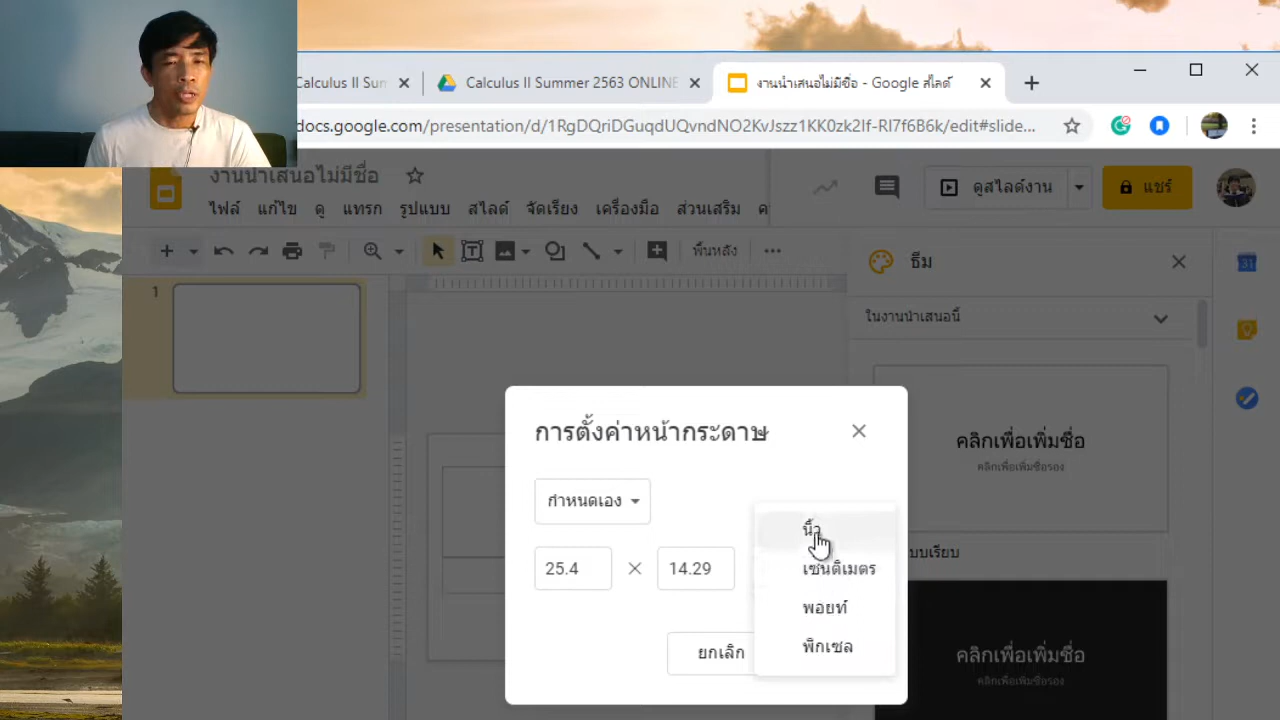 Calculus II Sun
Calculus II Summer 2563 ONLINE
งานนำเสนอไม่มีชื่อ - Google สไลด์
docs.google.com/presentation/d/1RgDQriDGuqdUQvndNO2KvJszz1KK0zk2lf-RI7f6B6k/edit#slide...
งานนำเสนอไม่มีชื่อ
ดูสไลด์งาน
แชร์
ไฟล์ แก้ไข ดู แทรก รูปแบบ สไลด์ จัดเรียง เครื่องมือ ส่วนเสริม ค
พื้นหลัง
ธีม
31
1
ในงานนำเสนอนี้
การตั้งค่าหน้ากระดาษ
คลิกเพื่อเพิ่มชื่อ
คลิกเพื่อเพิ่มชื่อรอง
กำหนดเอง
นิ้ว
บบเรียบ
25.4 × 14.29
เซนติเมตร
พอยท์
พิกเซล
ยกเลิก
คลิกเพื่อเพิ่มชื่อ
คลิกเพื่อเพิ่มชื่อรอง